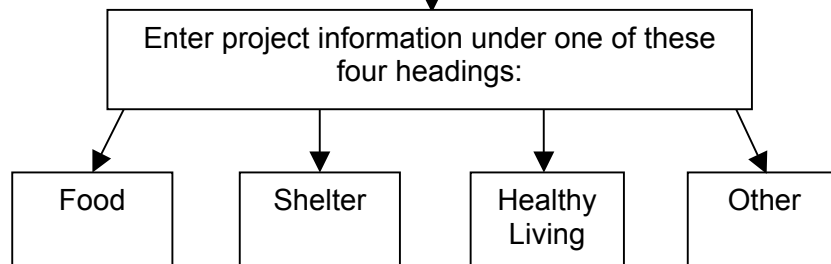 Enter project information under one of these
four headings:
Food
Shelter
Healthy
Living
Other